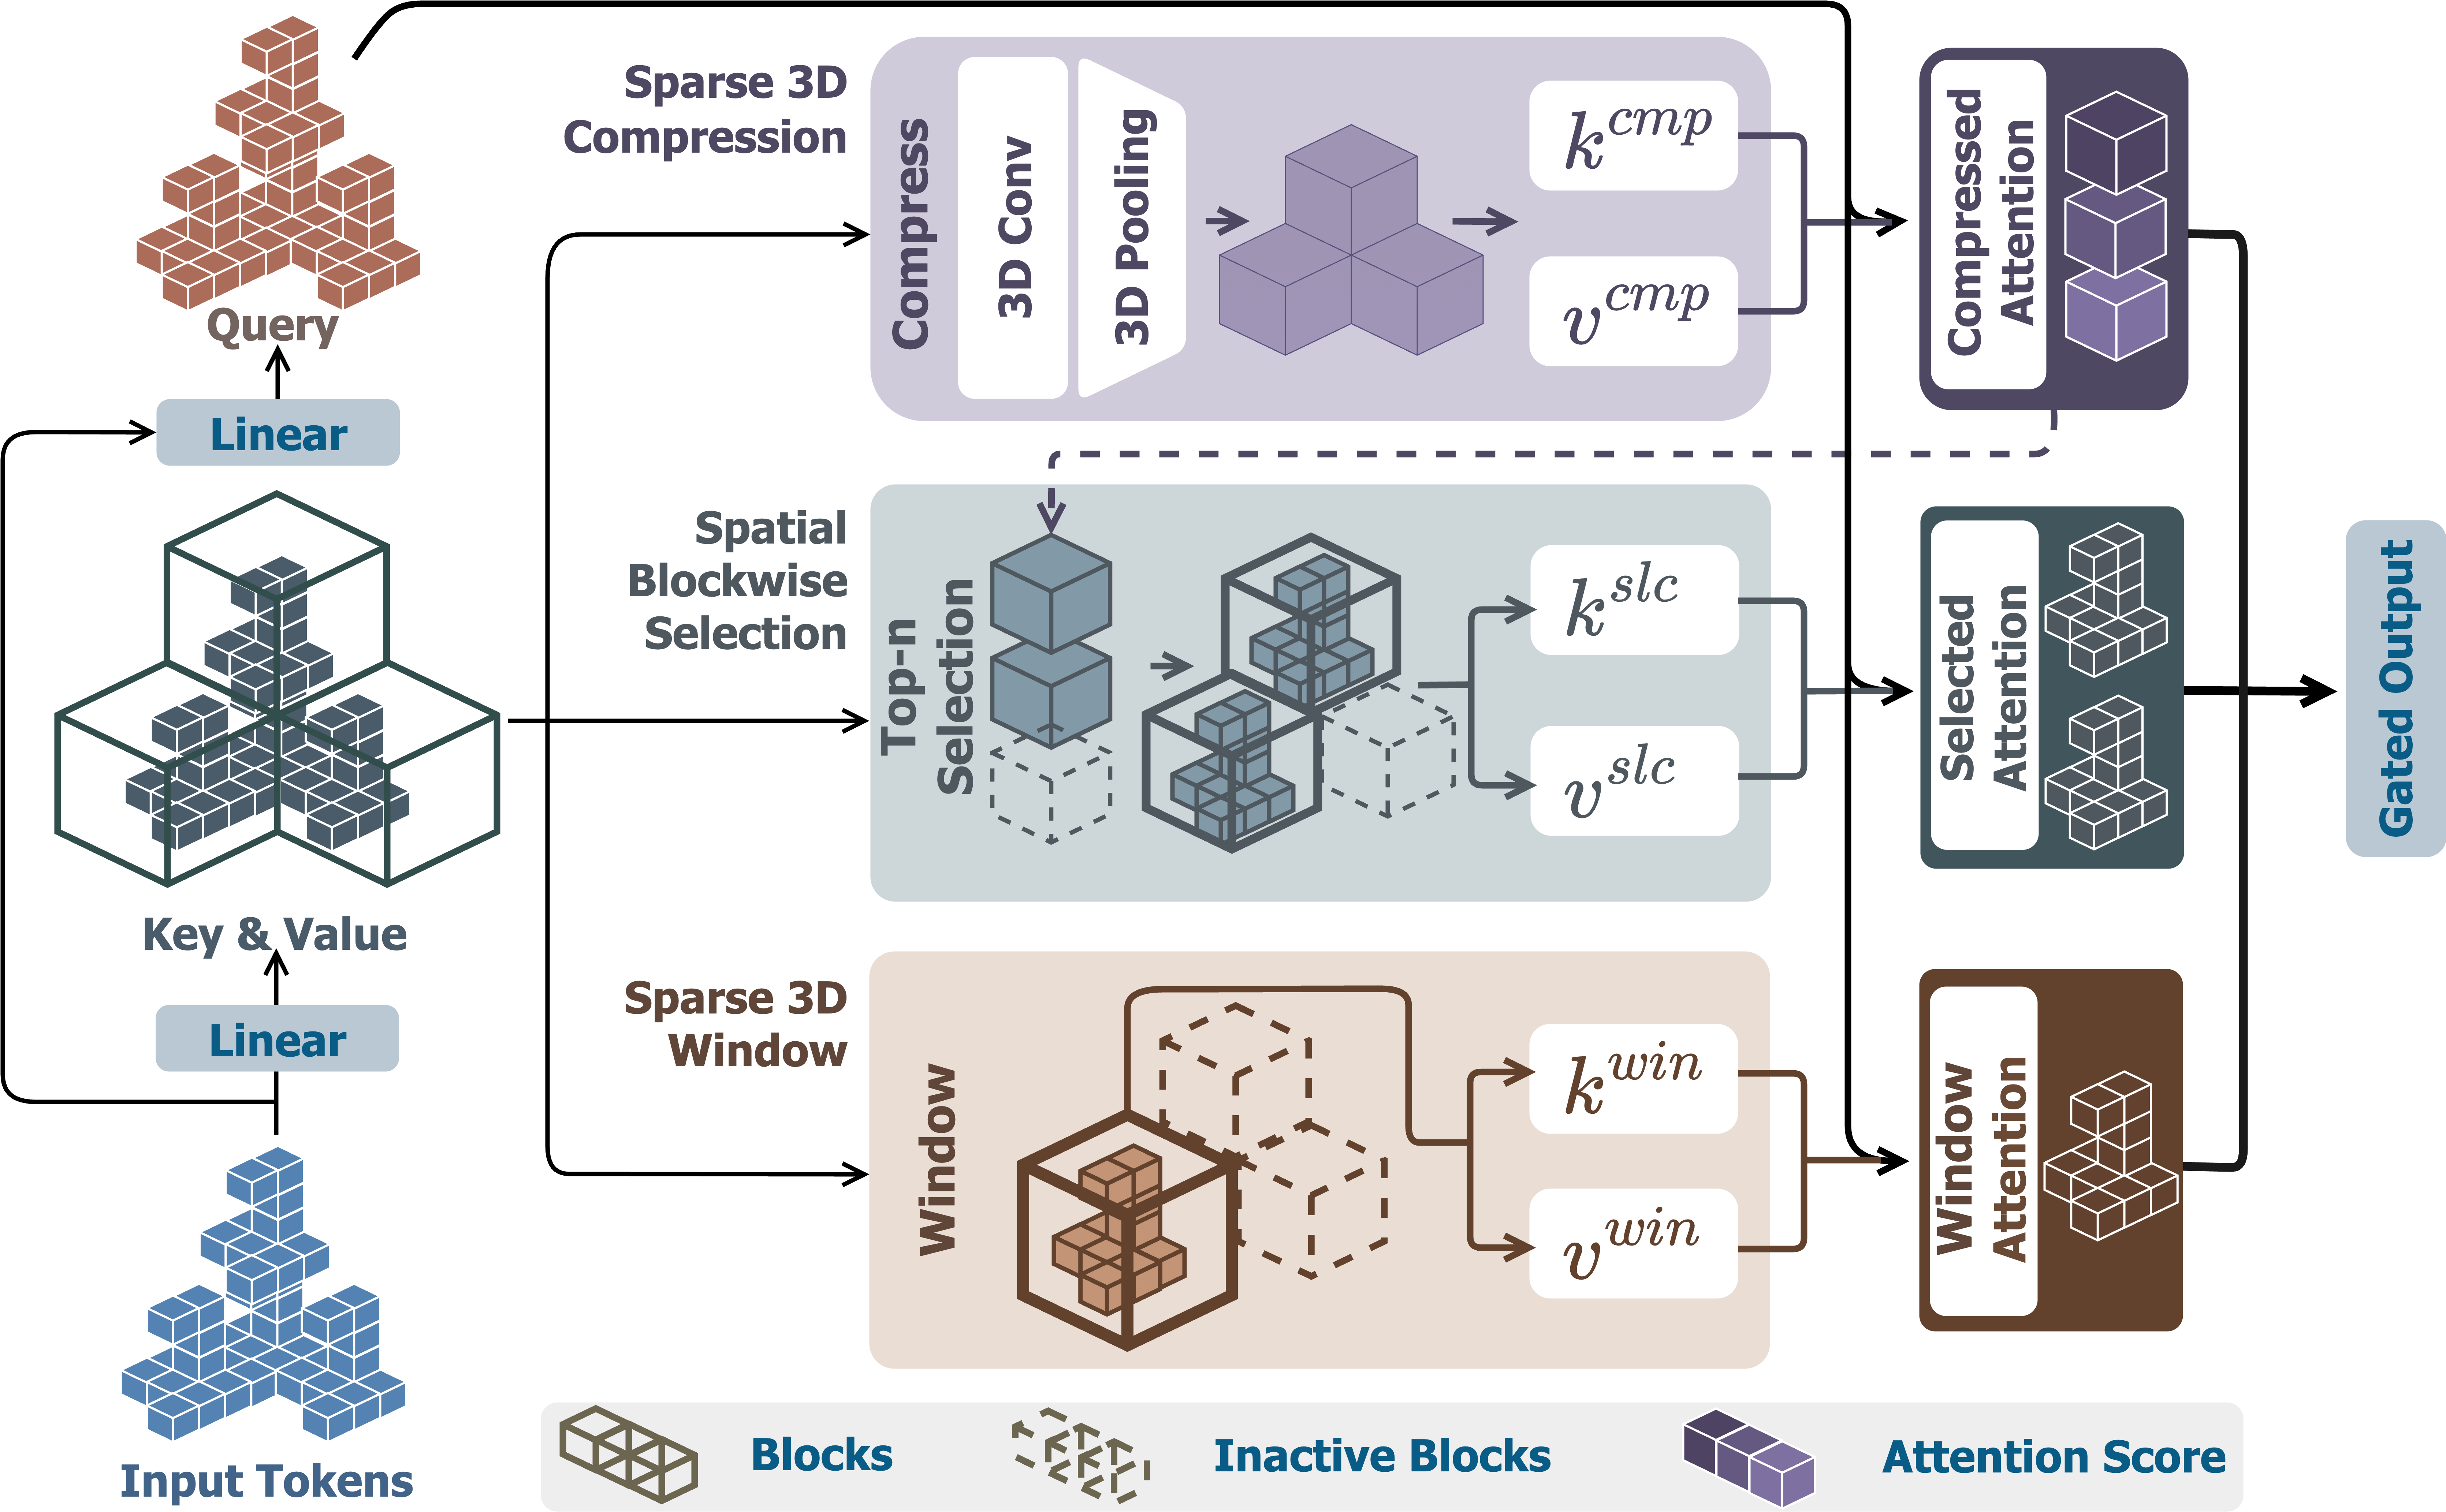 Query
Linear
Key & Value
Linear
Input Tokens
Sparse 3D
Compression
Compress
3D Conv
3D Pooling
k^cmp
v^cmp
Compressed
Attention
Spatial
Blockwise
Selection
Top-n
Selection
k^slc
v^slc
Selected
Attention
Sparse 3D
Window
Window
k^win
v^win
Window
Attention
Gated Output
Blocks
Inactive Blocks
Attention Score